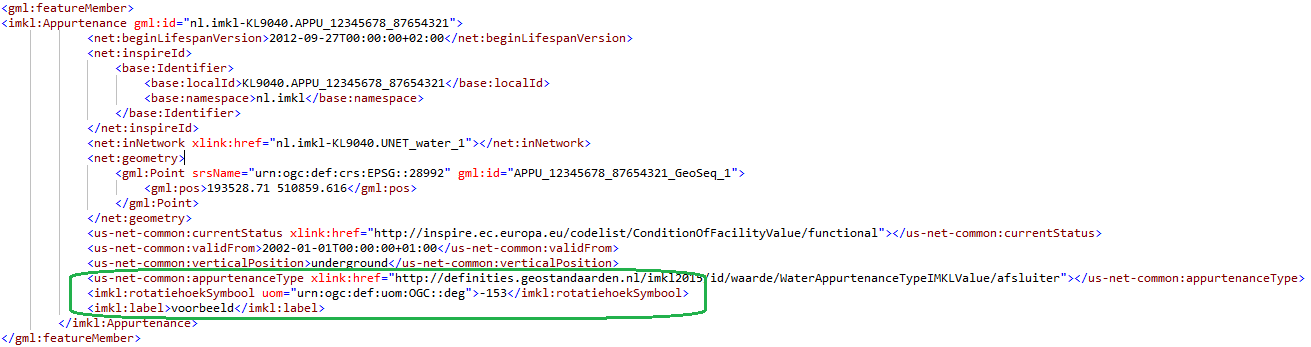 <gml:featureMember>
<imkl:Appurtenance gml:id="nl.imkl-KL9040.APPU_12345678_87654321">
<net:beginLifespanVersion>2012-09-27T00:00:00+02:00</net:beginLifespanVersion>
<net:inspireId>
<base:Identifier>
<base:localId>KL9040.APPU_12345678_87654321</base:localId>
<base:namespace>nl.imkl</base:namespace>
</base:Identifier>
</net:inspireId>
<net:inNetwork xlink:href="nl.imkl-KL9040.UNET_water_1"></net:inNetwork>
<net:geometry>
<gml:Point srsName="urn:ogc:def:crs:EPSG::28992" gml:id="APPU_12345678_87654321_GeoSeq_1">
<gml:pos>193528.71 510859.616</gml:pos>
</gml:Point>
</net:geometry>
<us-net-common:currentStatus xlink:href="http://inspire.ec.europa.eu/codelist/ConditionOfFacilityValue/functional"></us-net-common:currentStatus>
<us-net-common:validFrom>2002-01-01T00:00:00+01:00</us-net-common:validFrom>
<us-net-common:verticalPosition>underground</us-net-common:verticalPosition>
<us-net-common:appurtenanceType xlink:href="http://definities.geostandaarden.nl/imkl2015/id/waarde/WaterAppurtenanceTypeIMKLValue/afsluiter"></us-net-common:appurtenanceType>
<imkl:rotatiehoekSymbool uom="urn:ogc:def:uom:OGC::deg">-153</imkl:rotatiehoekSymbool>
<imkl:label>voorbeeld</imkl:label>
</imkl:Appurtenance>
</gml:featureMember>